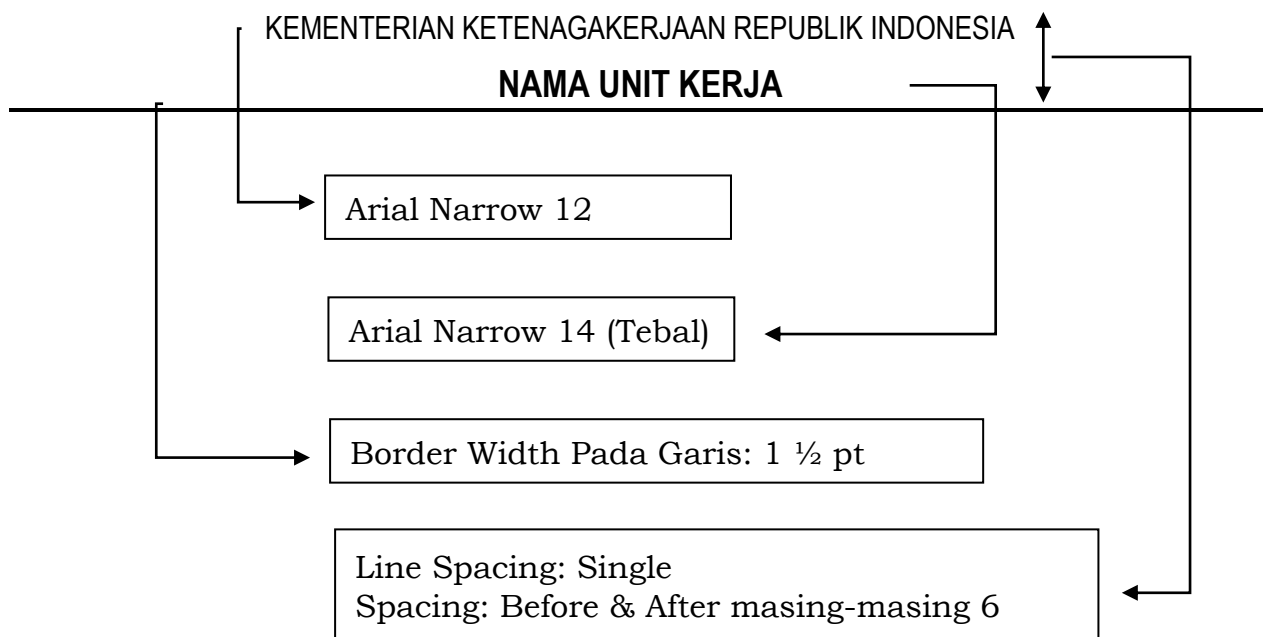 KEMENTERIAN KETENAGAKERJAAN REPUBLIK INDONESIA
NAMA UNIT KERJA
Arial Narrow 12
Arial Narrow 14 (Tebal)
Border Width Pada Garis: 1 ½ pt
Line Spacing: Single
Spacing: Before & After masing-masing 6